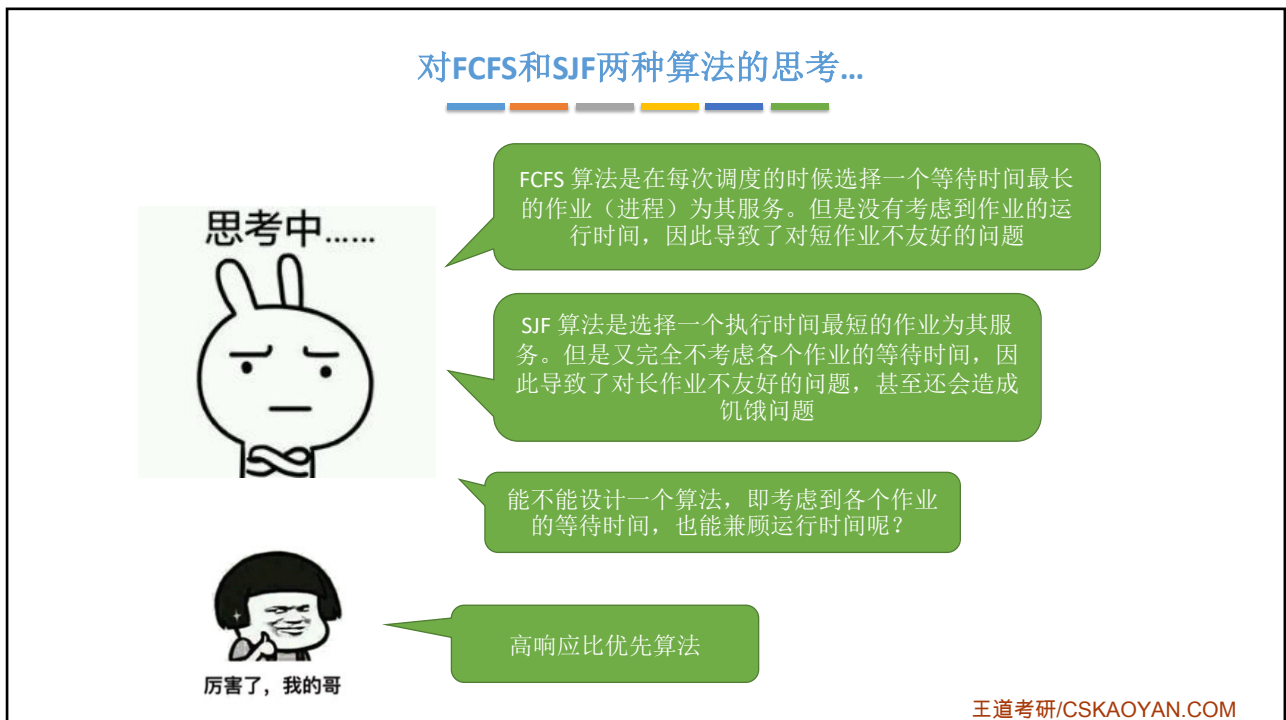 对FCFS和SJF两种算法的思考…
思考中……
FCFS 算法是在每次调度的时候选择一个等待时间最长
的作业（进程）为其服务。但是没有考虑到作业的运
行时间，因此导致了对短作业不友好的问题
SJF 算法是选择一个执行时间最短的作业为其服
务。但是又完全不考虑各个作业的等待时间，因
此导致了对长作业不友好的问题，甚至还会造成
饥饿问题
能不能设计一个算法，即考虑到各个作业
的等待时间，也能兼顾运行时间呢？
高响应比优先算法
厉害了，我的哥
王道考研/CSKAOYAN.COM